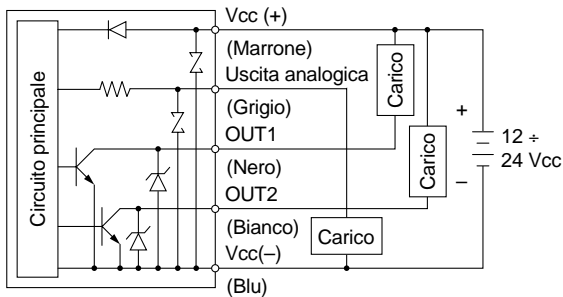 Vcc (+)
(Marrone)
Uscita analogica
(Grigio)
OUT1
(Nero)
OUT2
(Bianco)
Vcc(–)
(Blu)
Circuito principale
Carico
Carico
Carico
+
–
12 ÷
24 Vcc